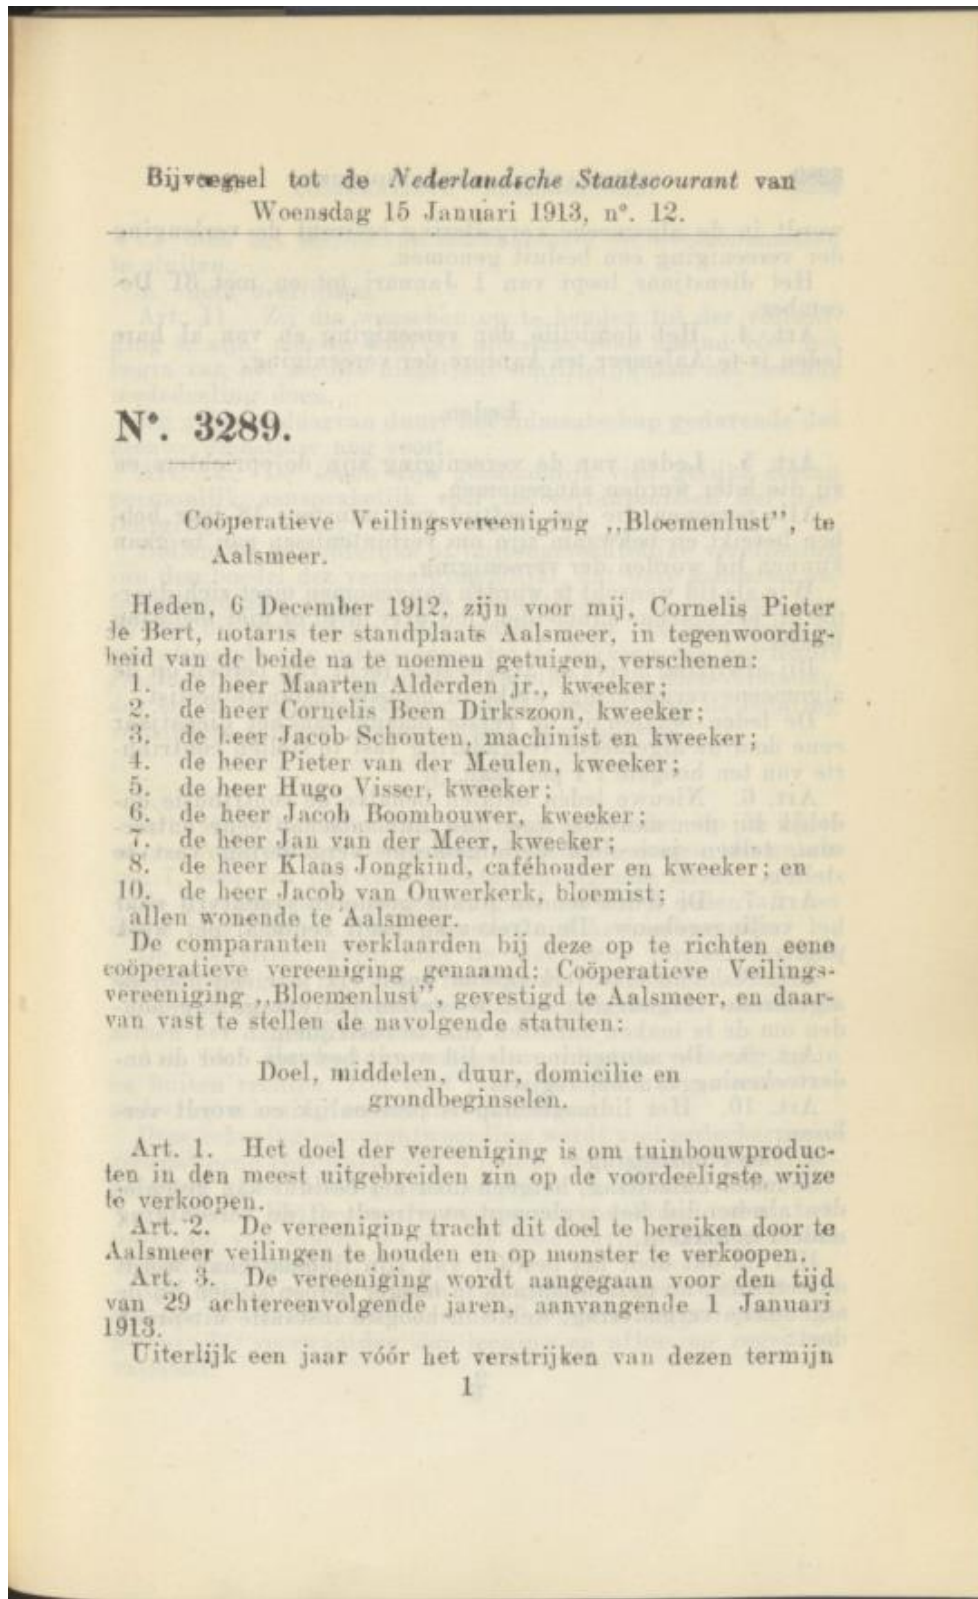 Bijvoegsel tot de Nederlandsche Staatscourant van
Woensdag 15 Januari 1913, n°. 12.
N°. 3289.
Coöperatieve Veilingsvereeniging ,,Bloemenlust", te
Aalsmeer.
Heden, 6 December 1912, zijn voor mij, Cornelis Pieter
de Bert, notaris ter standplaats Aalsmeer, in tegenwoordig-
heid van de beide na te noemen getuigen, verschenen:
1. de heer Maarten Alderden jr., kweeker;
2. de heer Cornelis Been Dirkszoon, kweeker;
3. de heer Jacob Schouten, machinist en kweeker;
4. de heer Pieter van der Meulen, kweeker;
5. de heer Hugo Visser, kweeker;
6. de heer Jacob Boomhouwer, kweeker;
7. de heer Jan van der Meer, kweeker;
8. de heer Klaas Jongkind, caféhouder en kweeker; en
10. de heer Jacob van Ouwerkerk, bloemist;
allen wonende te Aalsmeer.
De comparanten verklaarden bij deze op te richten eene
coöperatieve vereeniging genaamd: Coöperatieve Veilings-
vereeniging ,,Bloemenlust", gevestigd te Aalsmeer, en daar-
van vast te stellen de navolgende statuten:
Doel, middelen, duur, domicilie en
grondbeginselen.
Art. 1. Het doel der vereeniging is om tuinbouwproduc-
ten in den meest uitgebreiden zin op de voordeeligste wijze
te verkoopen.
Art. 2. De vereeniging tracht dit doel te bereiken door te
Aalsmeer veilingen te houden en op monster te verkoopen.
Art. 3. De vereeniging wordt aangegaan voor den tijd
van 29 achtereenvolgende jaren, aanvangende 1 Januari
1913.
Uiterlijk een jaar vóór het verstrijken van dezen termijn
1